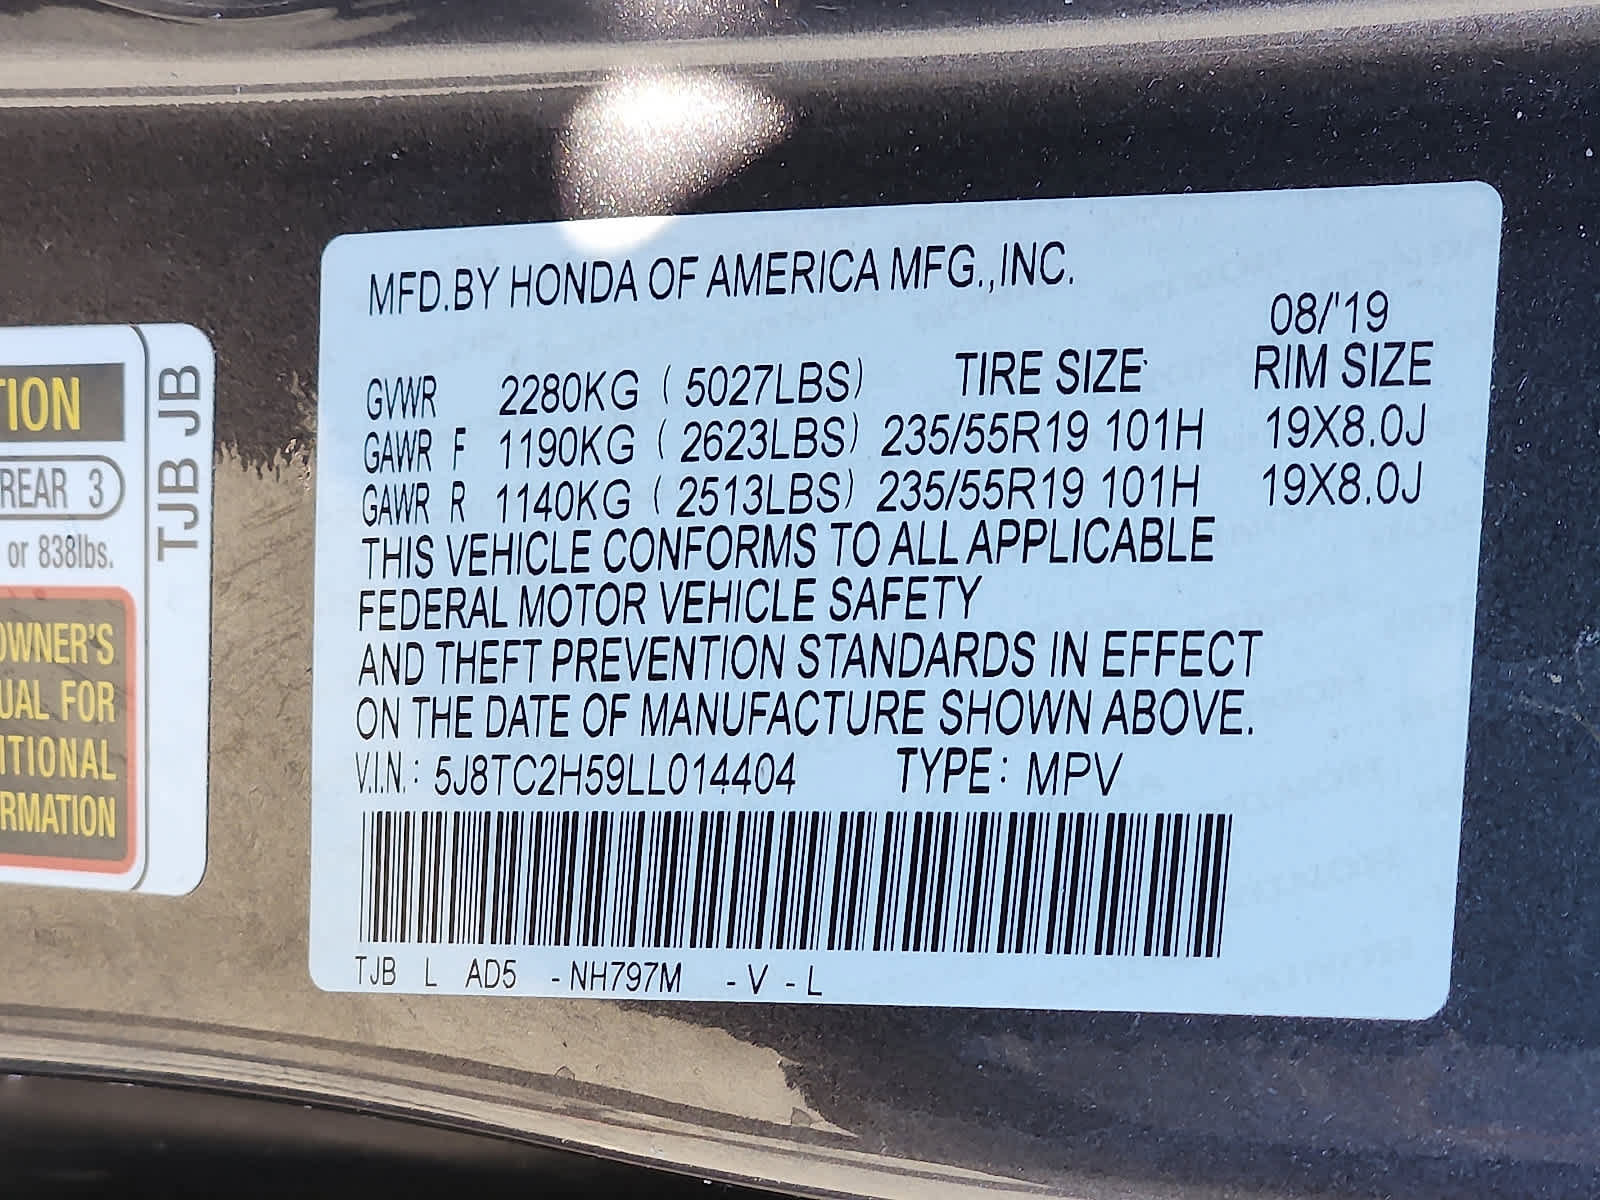 MFD.BY HONDA OF AMERICA MFG.,INC.
08/'19
GVWR 2280KG ( 5027LBS) TIRE SIZE RIM SIZE
GAWR F 1190KG ( 2623LBS) 235/55R19 101H 19X8.0J
GAWR R 1140KG ( 2513LBS) 235/55R19 101H 19X8.0J
THIS VEHICLE CONFORMS TO ALL APPLICABLE
FEDERAL MOTOR VEHICLE SAFETY
AND THEFT PREVENTION STANDARDS IN EFFECT
ON THE DATE OF MANUFACTURE SHOWN ABOVE.
V.I.N.: 5J8TC2H59LL014404 TYPE: MPV
TJB L AD5 -NH797M -V -L
TION
REAR 3
or 838lbs.
OWNER'S
UAL FOR
ITIONAL
RMATION
TJB JB